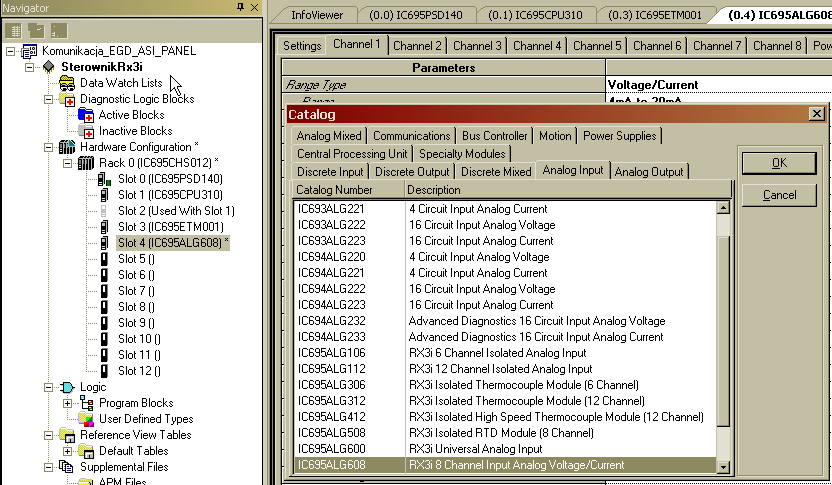 Navigator
InfoViewer (0.0) IC695PSD140 (0.1) IC695CPU310 (0.3) IC695ETM001 (0.4) IC695ALG608
Komunikacja_EGD_ASI_PANEL
SterownikRx3i
Data Watch Lists
Diagnostic Logic Blocks
Active Blocks
Inactive Blocks
Hardware Configuration *
Rack 0 (IC695CHS012) *
Slot 0 (IC695PSD140)
Slot 1 (IC695CPU310)
Slot 2 (Used With Slot 1)
Slot 3 (IC695ETM001)
Slot 4 (IC695ALG608) *
Slot 5 ()
Slot 6 ()
Slot 7 ()
Slot 8 ()
Slot 9 ()
Slot 10 ()
Slot 11 ()
Slot 12 ()
Logic
Program Blocks
User Defined Types
Reference View Tables
Default Tables
Supplemental Files
APM Files
Settings Channel 1 Channel 2 Channel 3 Channel 4 Channel 5 Channel 6 Channel 7 Channel 8
Parameters
Range Type Voltage/Current
Range 4mA to 20mA
Catalog
Analog Mixed Communications Bus Controller Motion Power Supplies
Central Processing Unit Specialty Modules
Discrete Input Discrete Output Discrete Mixed Analog Input Analog Output
Catalog Number Description
IC693ALG221 4 Circuit Input Analog Current
IC693ALG222 16 Circuit Input Analog Voltage
IC693ALG223 16 Circuit Input Analog Current
IC694ALG220 4 Circuit Input Analog Voltage
IC694ALG221 4 Circuit Input Analog Current
IC694ALG222 16 Circuit Input Analog Voltage
IC694ALG223 16 Circuit Input Analog Current
IC694ALG232 Advanced Diagnostics 16 Circuit Input Analog Voltage
IC694ALG233 Advanced Diagnostics 16 Circuit Input Analog Current
IC695ALG106 RX3i 6 Channel Isolated Analog Input
IC695ALG112 RX3i 12 Channel Isolated Analog Input
IC695ALG306 RX3i Isolated Thermocouple Module (6 Channel)
IC695ALG312 RX3i Isolated Thermocouple Module (12 Channel)
IC695ALG412 RX3i Isolated High Speed Thermocouple Module (12 Channel)
IC695ALG508 RX3i Isolated RTD Module (8 Channel)
IC695ALG600 RX3i Universal Analog Input
IC695ALG608 RX3i 8 Channel Input Analog Voltage/Current
OK
Cancel